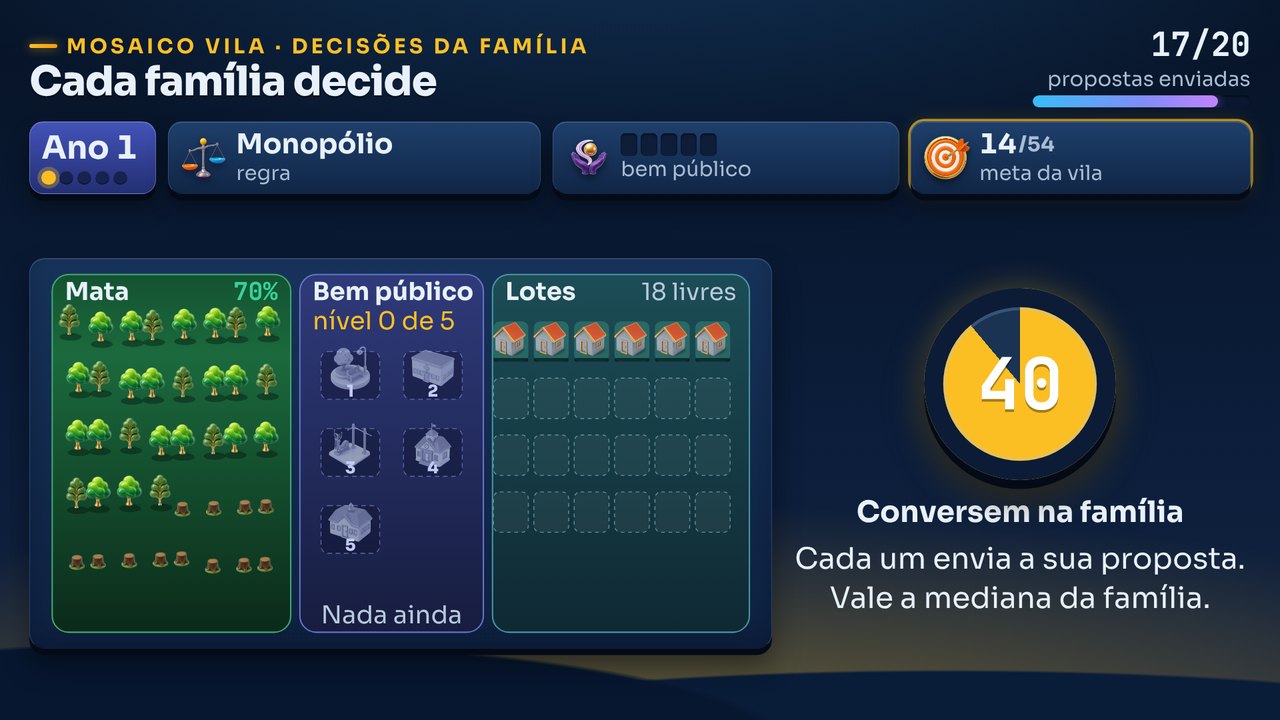 MOSAICO VILA · DECISÕES DA FAMÍLIA
Cada família decide
17/20
propostas enviadas
Ano 1
Monopólio
regra
bem público
14/54
meta da vila
Mata 70%
Bem público
nível 0 de 5
1 2
3 4
5
Nada ainda
Lotes 18 livres
40
Conversem na família
Cada um envia a sua proposta.
Vale a mediana da família.